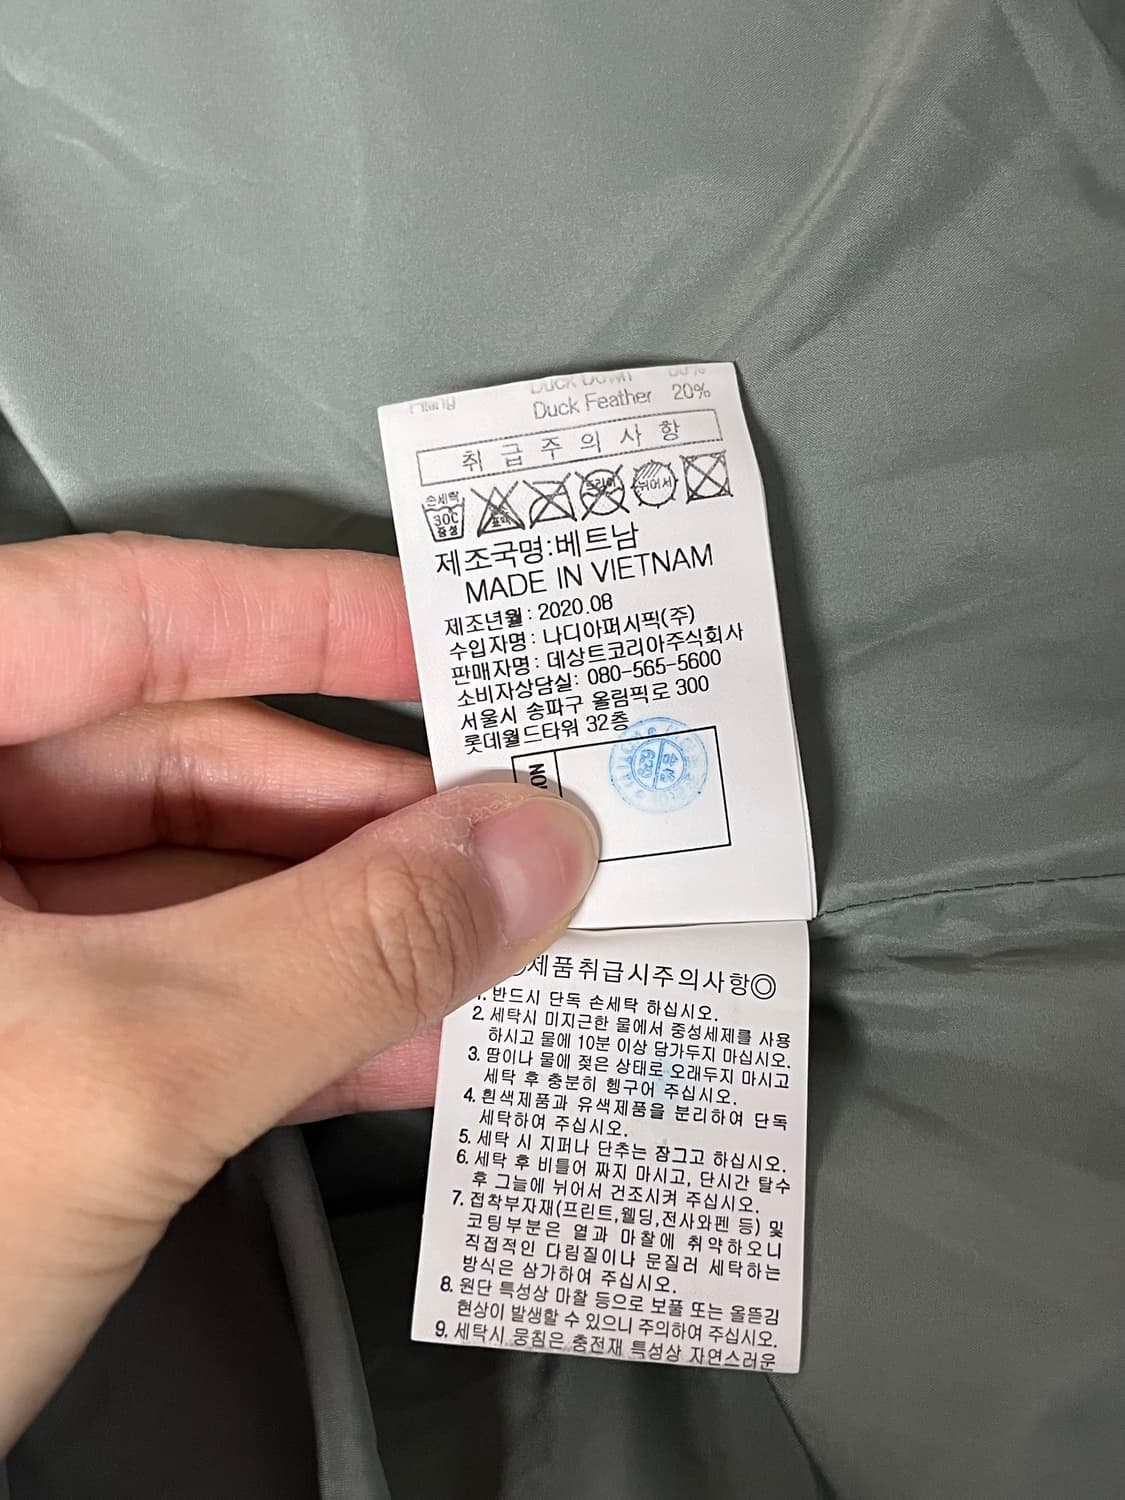 Filling Duck Down 80%
Duck Feather 20%
취급주의사항
손세탁
30C
중성
표백
드라이
뉘어서
제조국명:베트남
MADE IN VIETNAM
제조년월: 2020.08
수입자명: 나디아퍼시픽(주)
판매자명: 데상트코리아주식회사
소비자상담실: 080-565-5600
서울시 송파구 올림픽로 300
롯데월드타워 32층
제품취급시주의사항◎
1. 반드시 단독 손세탁 하십시오.
2. 세탁시 미지근한 물에서 중성세제를 사용
하시고 물에 10분 이상 담가두지 마십시오.
3. 땀이나 물에 젖은 상태로 오래두지 마시고
세탁 후 충분히 헹구어 주십시오.
4. 흰색제품과 유색제품을 분리하여 단독
세탁하여 주십시오.
5. 세탁 시 지퍼나 단추는 잠그고 하십시오.
6. 세탁 후 비틀어 짜지 마시고, 단시간 탈수
후 그늘에 뉘어서 건조시켜 주십시오.
7. 접착부자재(프린트,웰딩,전사와펜 등) 및
코팅부분은 열과 마찰에 취약하오니
직접적인 다림질이나 문질러 세탁하는
방식은 삼가하여 주십시오.
8. 원단 특성상 마찰 등으로 보풀 또는 올뜯김
현상이 발생할 수 있으니 주의하여 주십시오.
9. 세탁시 뭉침은 충전재 특성상 자연스러운